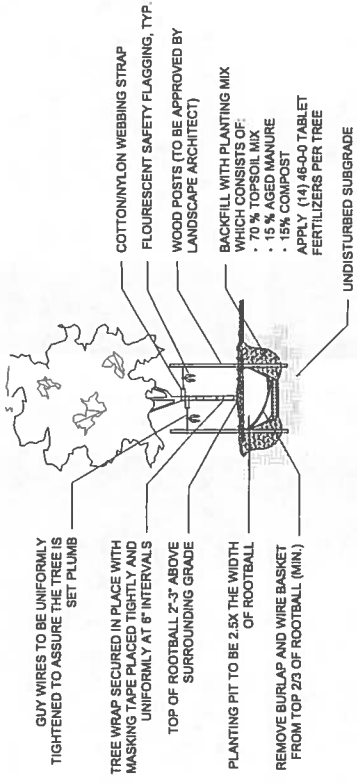 GUY WIRES TO BE UNIFORMLY
TIGHTENED TO ASSURE THE TREE IS
SET PLUMB
TREE WRAP SECURED IN PLACE WITH
MASKING TAPE PLACED TIGHTLY AND
UNIFORMLY AT 6" INTERVALS
TOP OF ROOTBALL 2"-3" ABOVE
SURROUNDING GRADE
PLANTING PIT TO BE 2.5X THE WIDTH
OF ROOTBALL
REMOVE BURLAP AND WIRE BASKET
FROM TOP 2/3 OF ROOTBALL (MIN.)
COTTON/NYLON WEBBING STRAP
FLOURESCENT SAFETY FLAGGING, TYP.
WOOD POSTS (TO BE APPROVED BY
LANDSCAPE ARCHITECT)
BACKFILL WITH PLANTING MIX
WHICH CONSISTS OF:
• 70 % TOPSOIL MIX
• 15 % AGED MANURE
• 15% COMPOST
APPLY (14) 46-0-0 TABLET
FERTILIZERS PER TREE
UNDISTURBED SUBGRADE